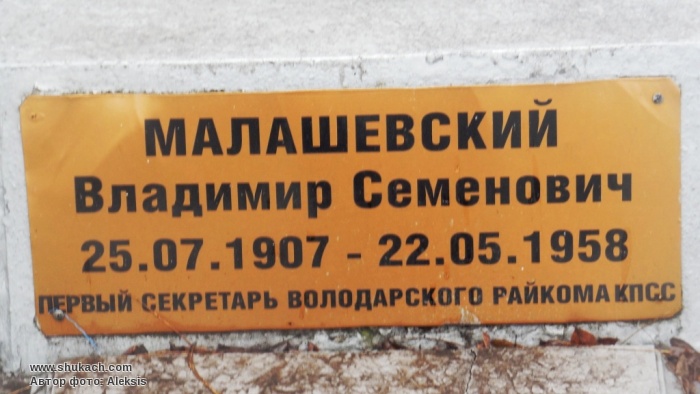 МАЛАШЕВСКИЙ
Владимир Семенович
25.07.1907 - 22.05.1958
ПЕРВЫЙ СЕКРЕТАРЬ ВОЛОДАРСКОГО РАЙКОМА КПСС
www.shukach.com
Автор фото: Aleksis